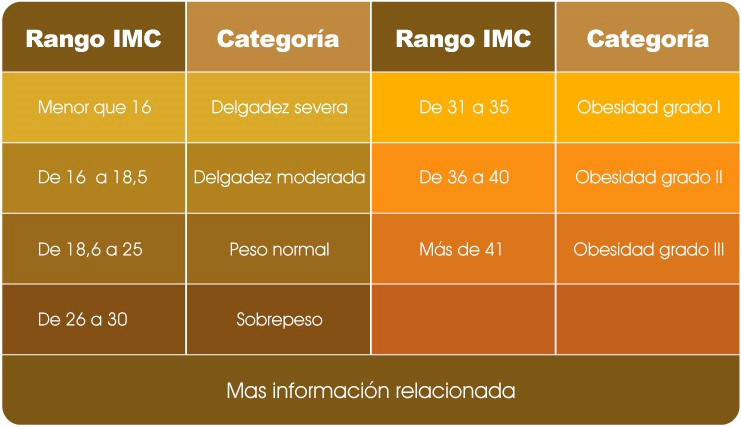 Rango IMC Categoría Rango IMC Categoría
Menor que 16 Delgadez severa De 31 a 35 Obesidad grado I
De 16 a 18,5 Delgadez moderada De 36 a 40 Obesidad grado II
De 18,6 a 25 Peso normal Más de 41 Obesidad grado III
De 26 a 30 Sobrepeso
Mas información relacionada